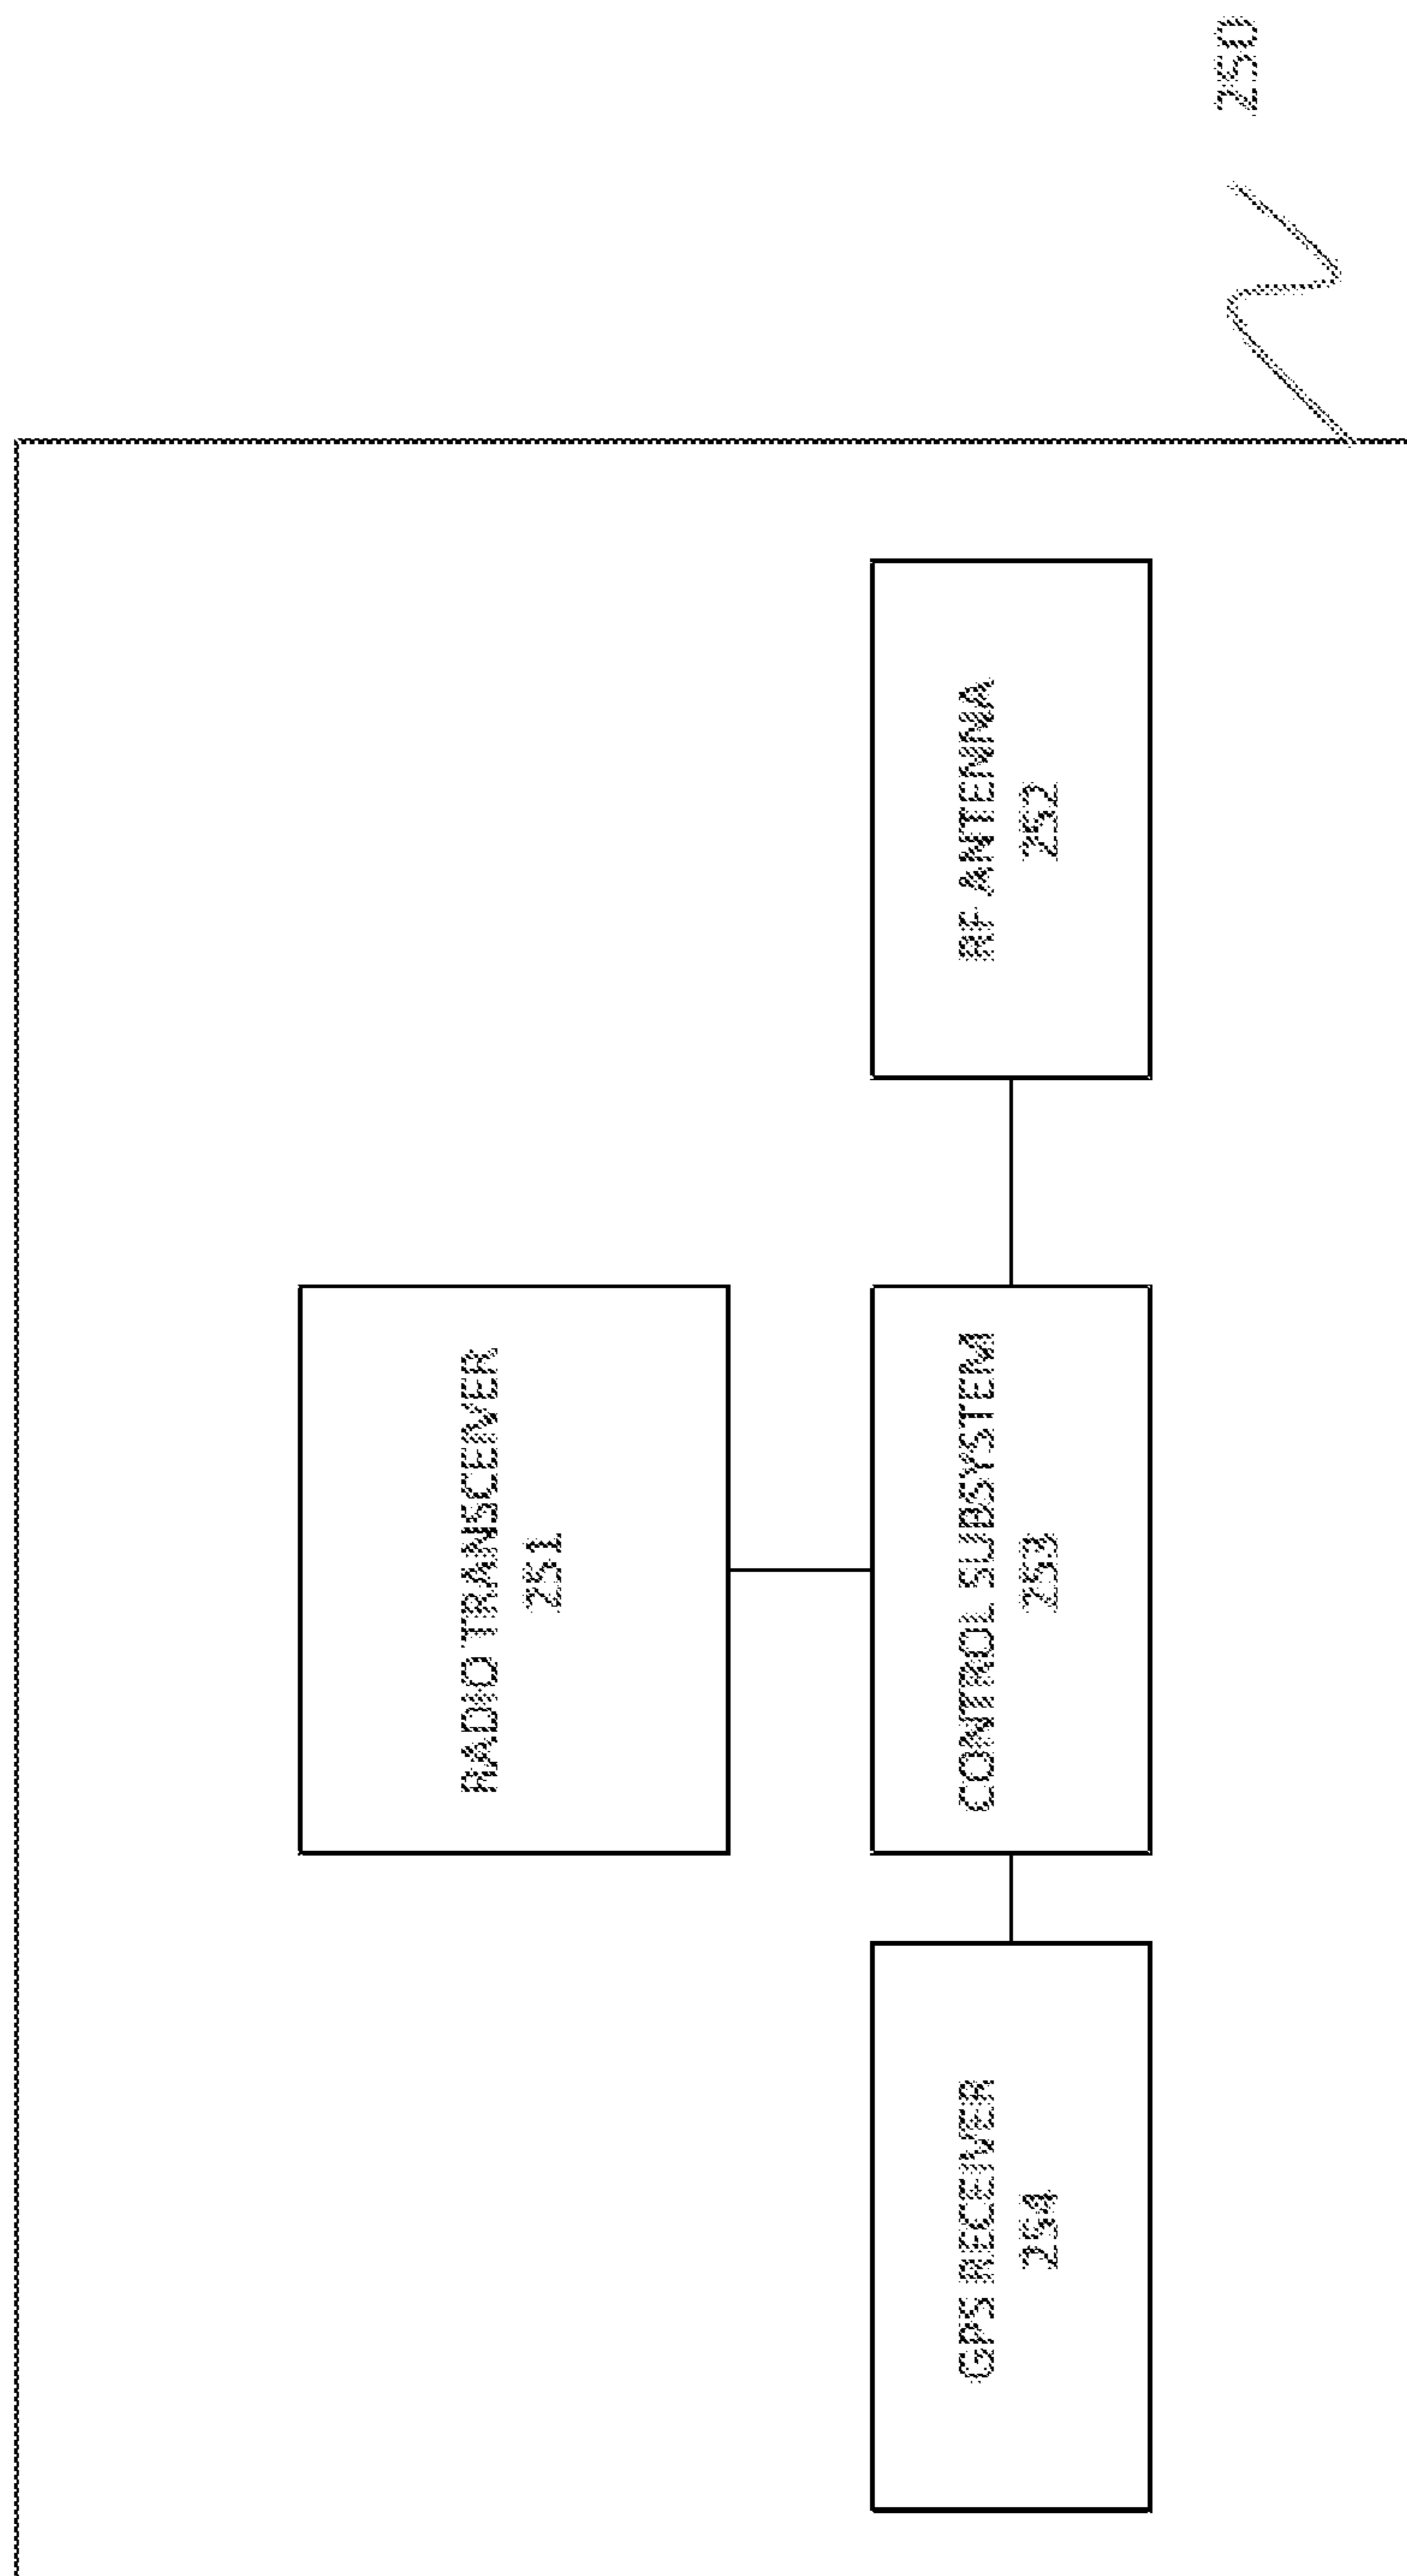 250
RADIO TRANSCEIVER
251
GPS RECEIVER
254
CONTROL SUBSYSTEM
253
RF ANTENNA
252